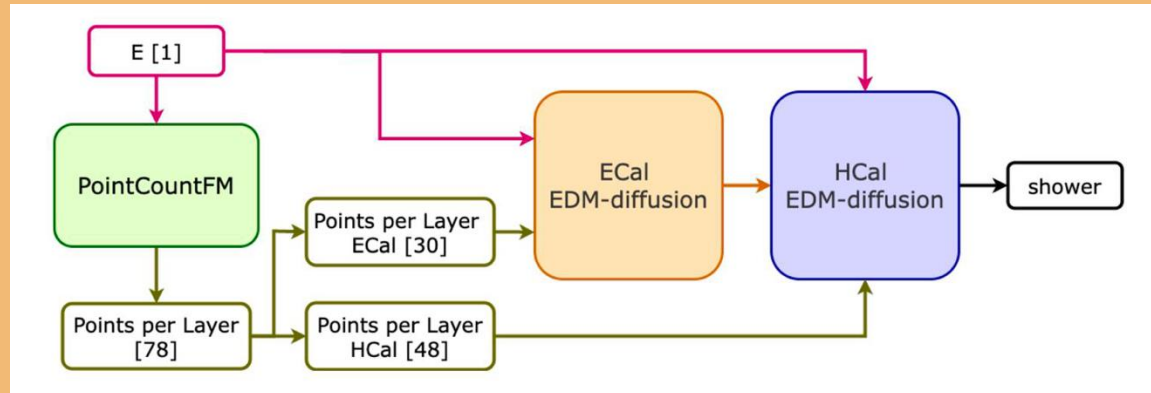 E [1]
PointCountFM
Points per Layer
[78]
Points per Layer
ECal [30]
Points per Layer
HCal [48]
ECal
EDM-diffusion
HCal
EDM-diffusion
shower